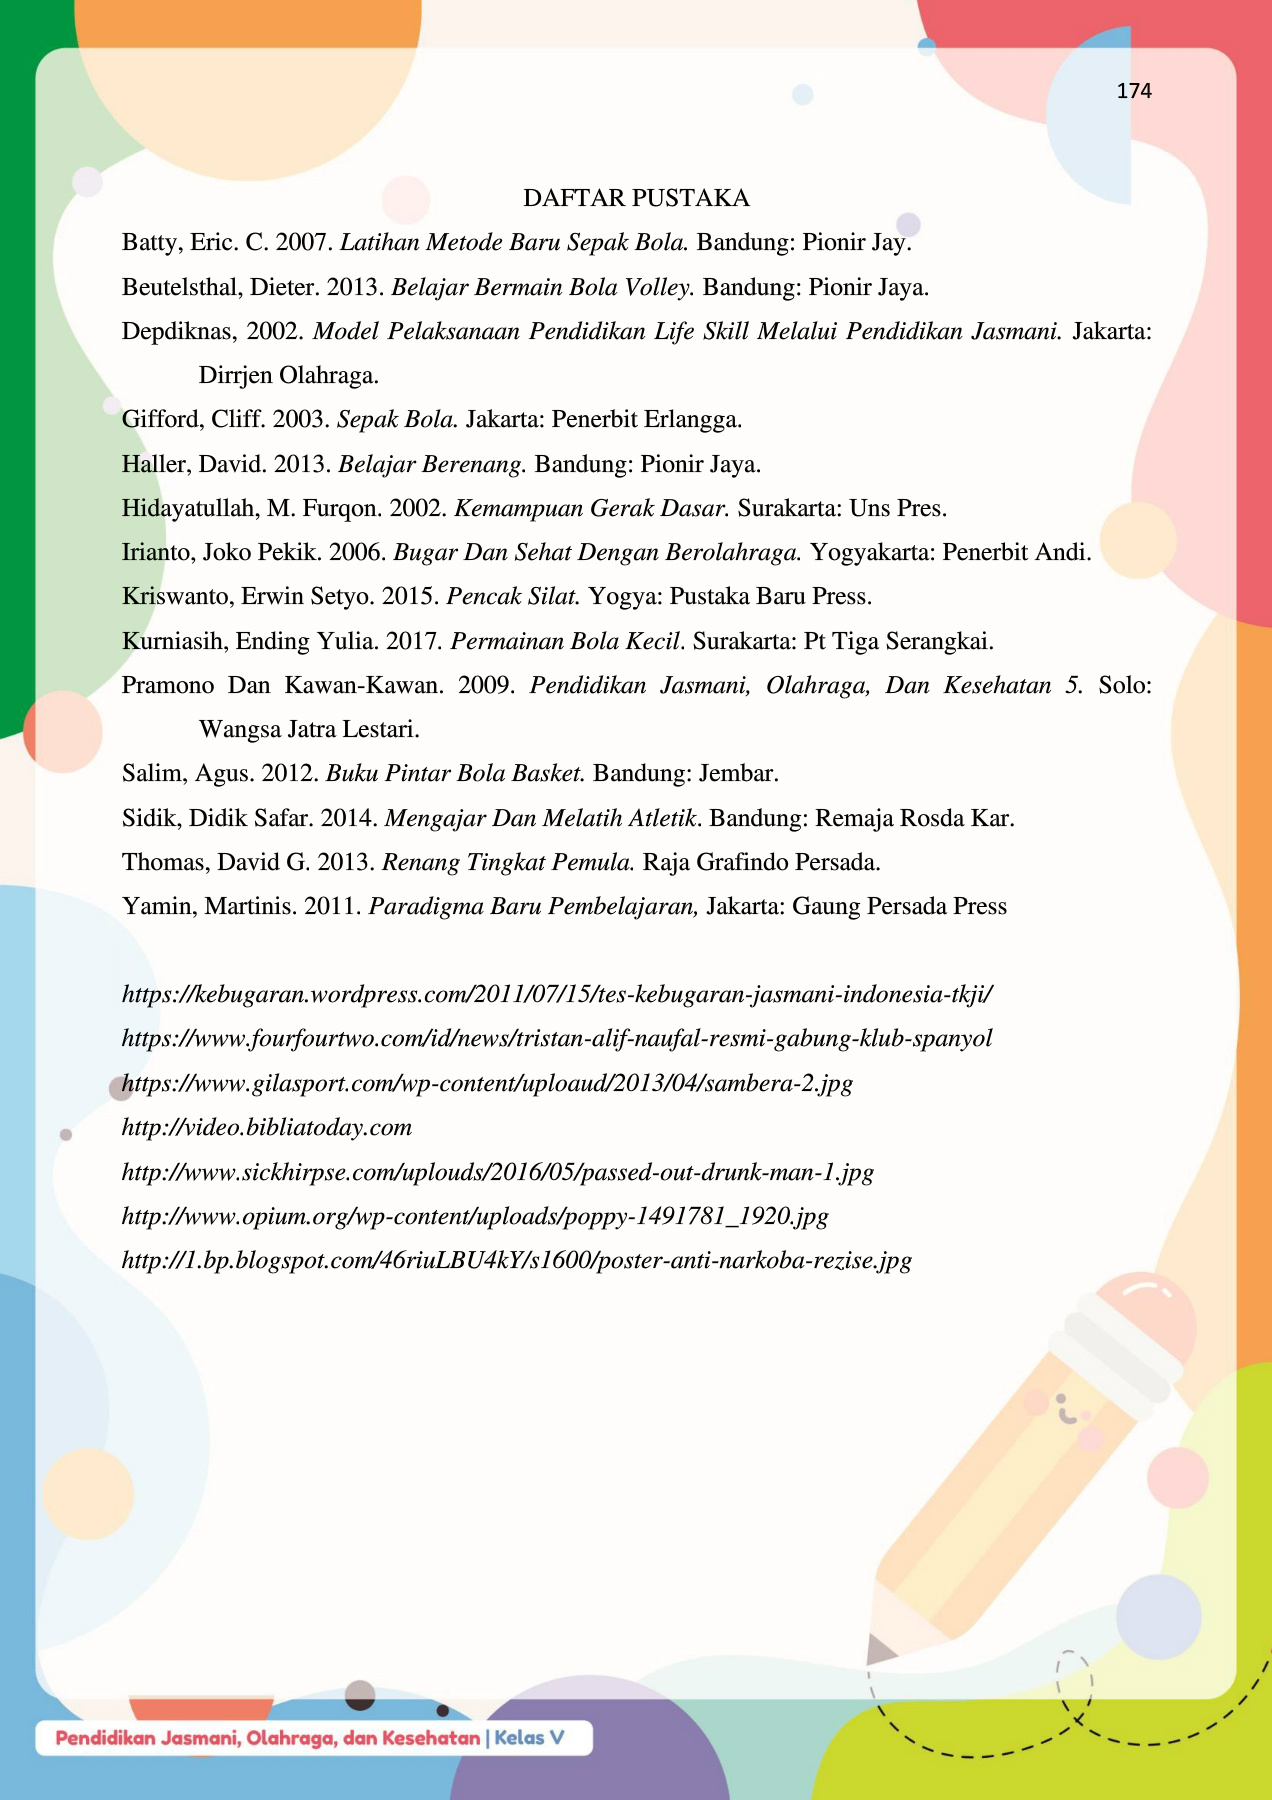 174
DAFTAR PUSTAKA
Batty, Eric. C. 2007. Latihan Metode Baru Sepak Bola. Bandung: Pionir Jay.
Beutelsthal, Dieter. 2013. Belajar Bermain Bola Volley. Bandung: Pionir Jaya.
Depdiknas, 2002. Model Pelaksanaan Pendidikan Life Skill Melalui Pendidikan Jasmani. Jakarta:
Dirrjen Olahraga.
Gifford, Cliff. 2003. Sepak Bola. Jakarta: Penerbit Erlangga.
Haller, David. 2013. Belajar Berenang. Bandung: Pionir Jaya.
Hidayatullah, M. Furqon. 2002. Kemampuan Gerak Dasar. Surakarta: Uns Pres.
Irianto, Joko Pekik. 2006. Bugar Dan Sehat Dengan Berolahraga. Yogyakarta: Penerbit Andi.
Kriswanto, Erwin Setyo. 2015. Pencak Silat. Yogya: Pustaka Baru Press.
Kurniasih, Ending Yulia. 2017. Permainan Bola Kecil. Surakarta: Pt Tiga Serangkai.
Pramono Dan Kawan-Kawan. 2009. Pendidikan Jasmani, Olahraga, Dan Kesehatan 5. Solo:
Wangsa Jatra Lestari.
Salim, Agus. 2012. Buku Pintar Bola Basket. Bandung: Jembar.
Sidik, Didik Safar. 2014. Mengajar Dan Melatih Atletik. Bandung: Remaja Rosda Kar.
Thomas, David G. 2013. Renang Tingkat Pemula. Raja Grafindo Persada.
Yamin, Martinis. 2011. Paradigma Baru Pembelajaran, Jakarta: Gaung Persada Press
https://kebugaran.wordpress.com/2011/07/15/tes-kebugaran-jasmani-indonesia-tkji/
https://www.fourfourtwo.com/id/news/tristan-alif-naufal-resmi-gabung-klub-spanyol
https://www.gilasport.com/wp-content/uploaud/2013/04/sambera-2.jpg
http://video.bibliatoday.com
http://www.sickhirpse.com/uplouds/2016/05/passed-out-drunk-man-1.jpg
http://www.opium.org/wp-content/uploads/poppy-1491781_1920.jpg
http://1.bp.blogspot.com/46riuLBU4kY/s1600/poster-anti-narkoba-rezise.jpg
Pendidikan Jasmani, Olahraga, dan Kesehatan | Kelas V